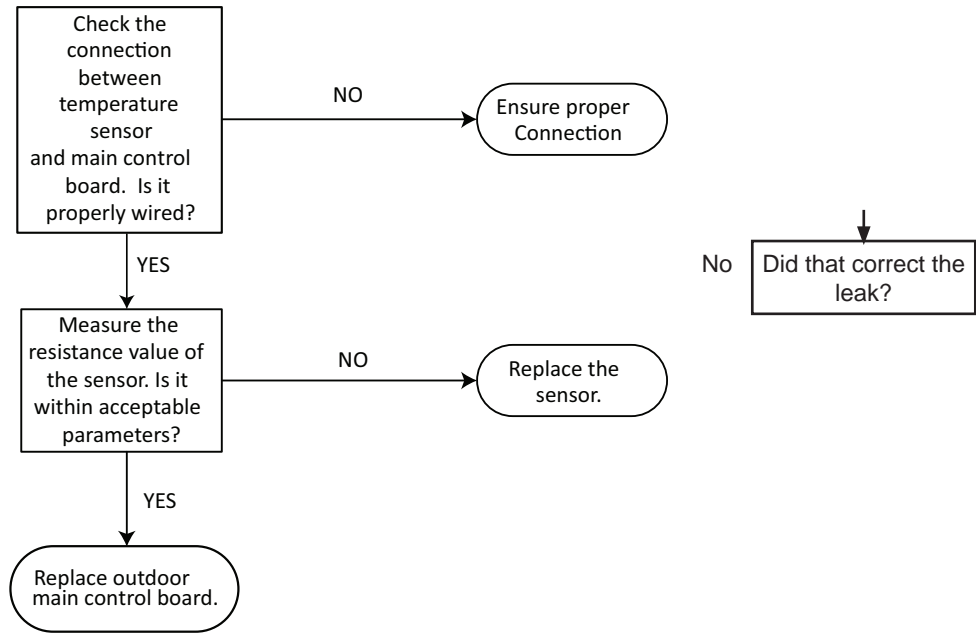 Check the
connection
between
temperature
sensor
and main control
board. Is it
properly wired?
NO
Ensure proper
Connection
YES
Measure the
resistance value of
the sensor. Is it
within acceptable
parameters?
NO
Replace the
sensor.
YES
Replace outdoor
main control board.
No
Did that correct the
leak?